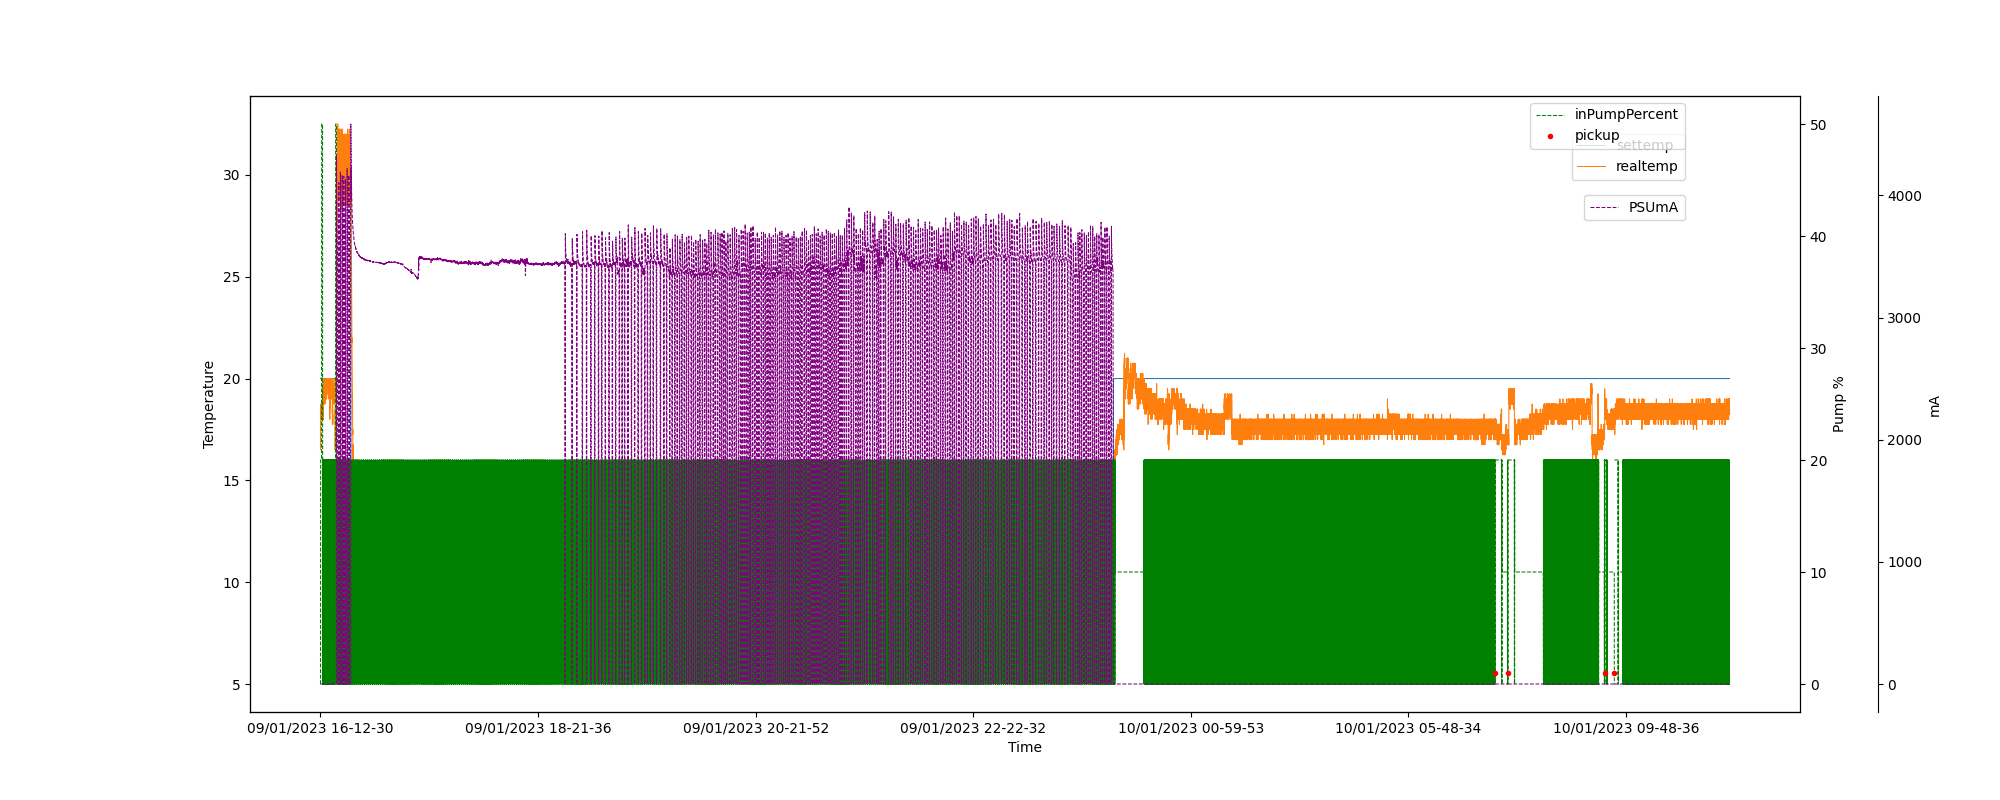 inPumpPercent
pickup
settemp
realtemp
PSUmA
30
25
20
15
10
5
Temperature
50
40
30
20
10
0
Pump %
4000
3000
2000
1000
0
mA
09/01/2023 16-12-30
09/01/2023 18-21-36
09/01/2023 20-21-52
09/01/2023 22-22-32
10/01/2023 00-59-53
10/01/2023 05-48-34
10/01/2023 09-48-36
Time